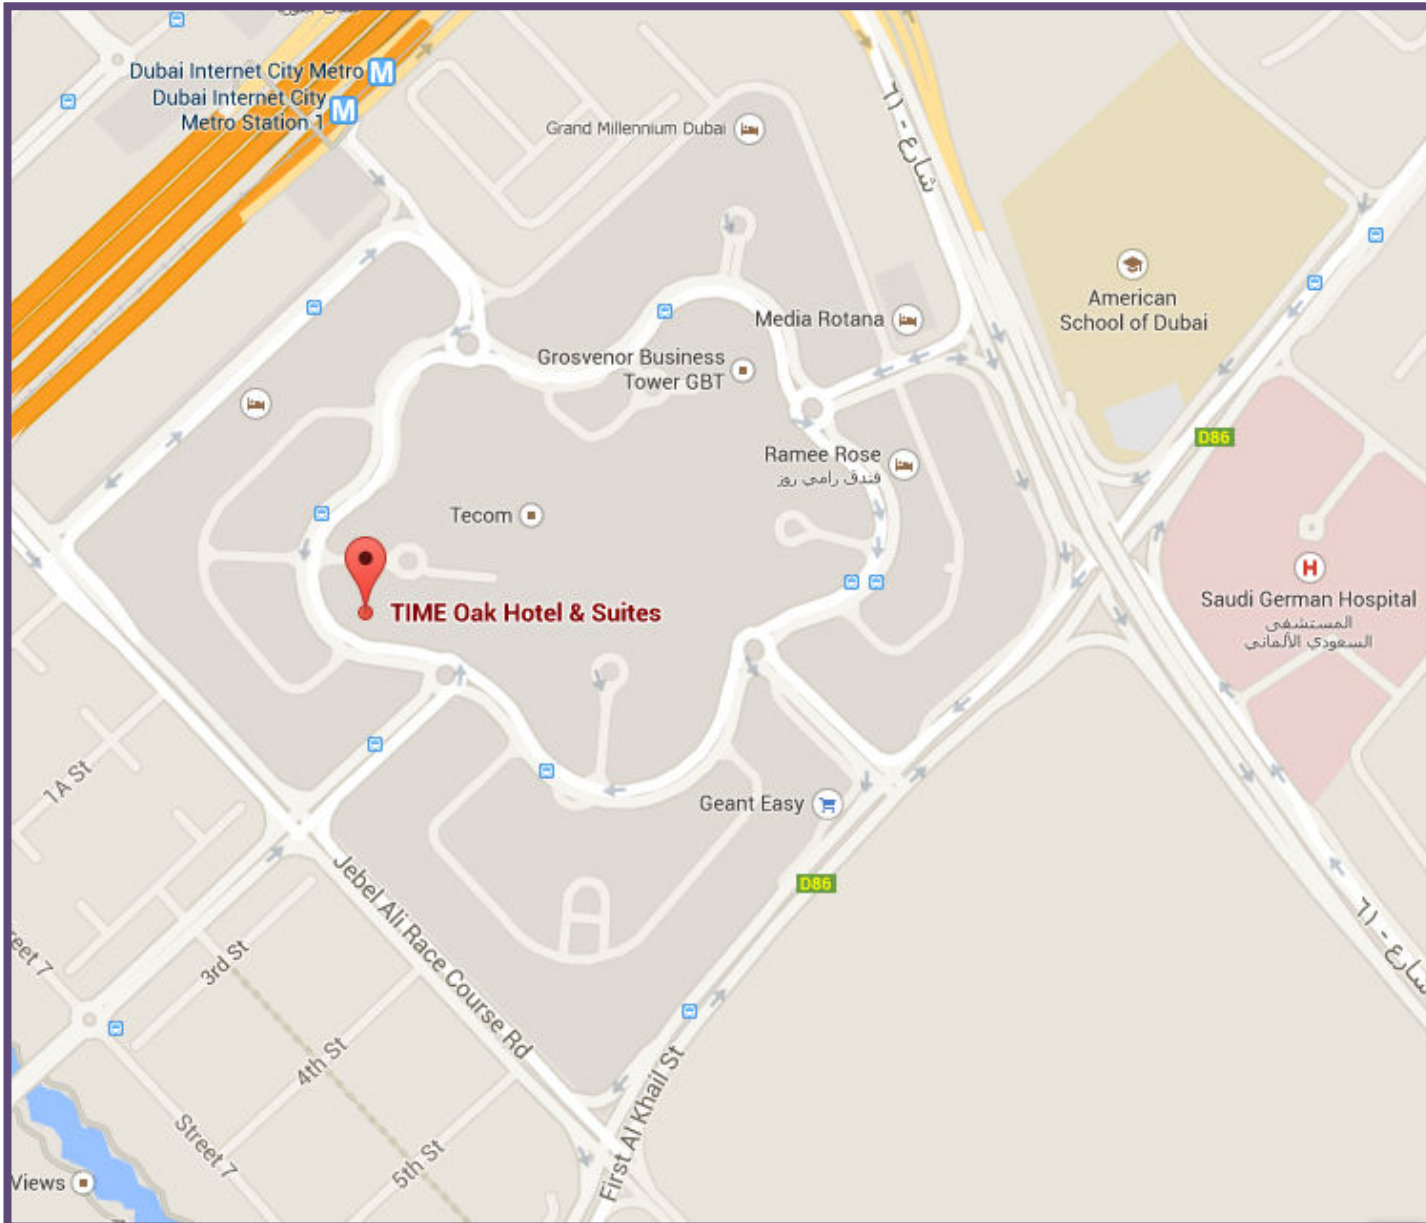 Dubai Internet City Metro
M
Dubai Internet City
Metro Station 1
M
Grand Millennium Dubai
شارع - ٦١
American
School of Dubai
Media Rotana
Grosvenor Business
Tower GBT
D86
Ramee Rose
فندق رامي روز
Tecom
H
Saudi German Hospital
المستشفى
السعودي الألماني
TIME Oak Hotel & Suites
1A St
Geant Easy
D86
Jebel Ali Race Course Rd
شارع - ٦١
3rd St
4th St
First Al Khail St
Street 7
5th St
Views